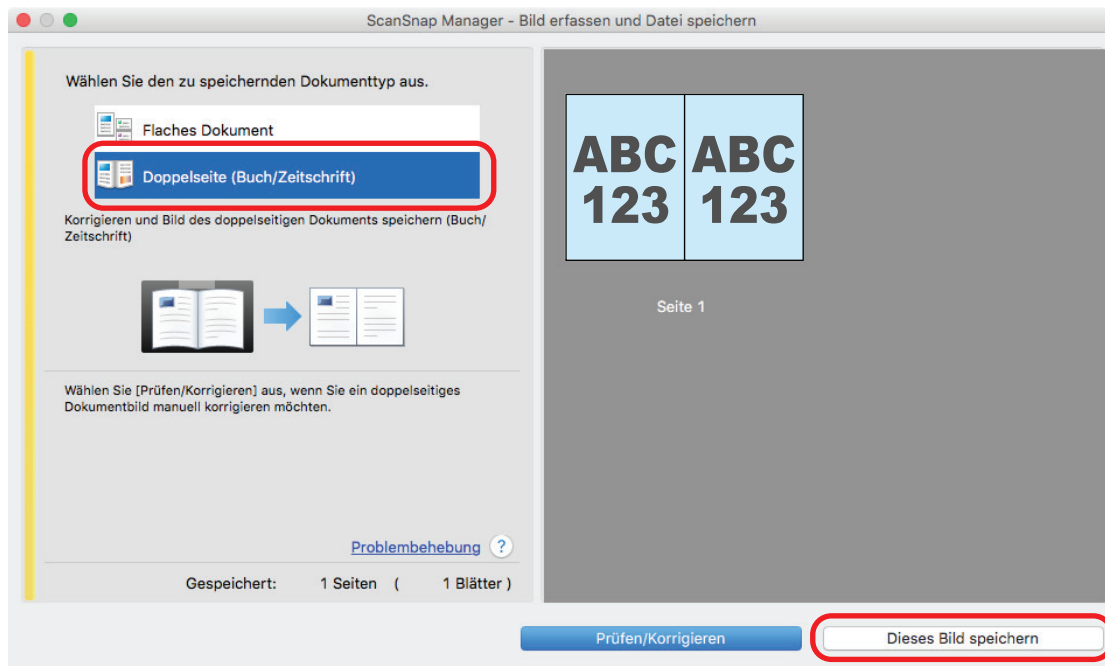 ScanSnap Manager - Bild erfassen und Datei speichern
Wählen Sie den zu speichernden Dokumenttyp aus.
Flaches Dokument
Doppelseite (Buch/Zeitschrift)
Korrigieren und Bild des doppelseitigen Dokuments speichern (Buch/
Zeitschrift)
Wählen Sie [Prüfen/Korrigieren] aus, wenn Sie ein doppelseitiges
Dokumentbild manuell korrigieren möchten.
Problembehebung ?
Gespeichert: 1 Seiten ( 1 Blätter )
ABC ABC
123 123
Seite 1
Prüfen/Korrigieren
Dieses Bild speichern